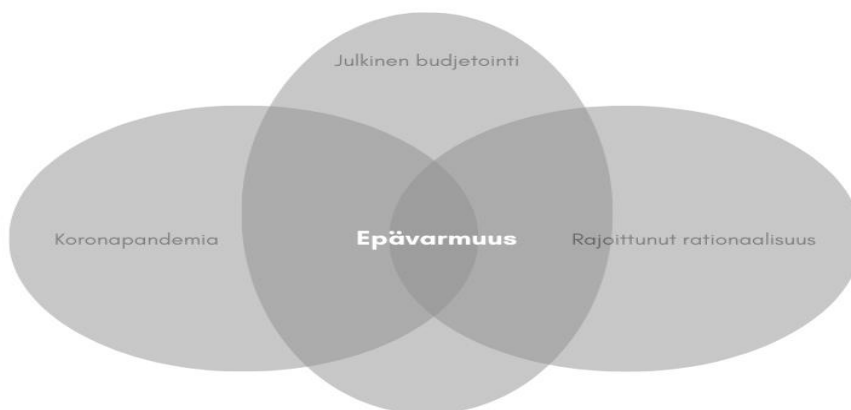 Julkinen budjetointi
Koronapandemia
Epävarmuus
Rajoittunut rationaalisuus